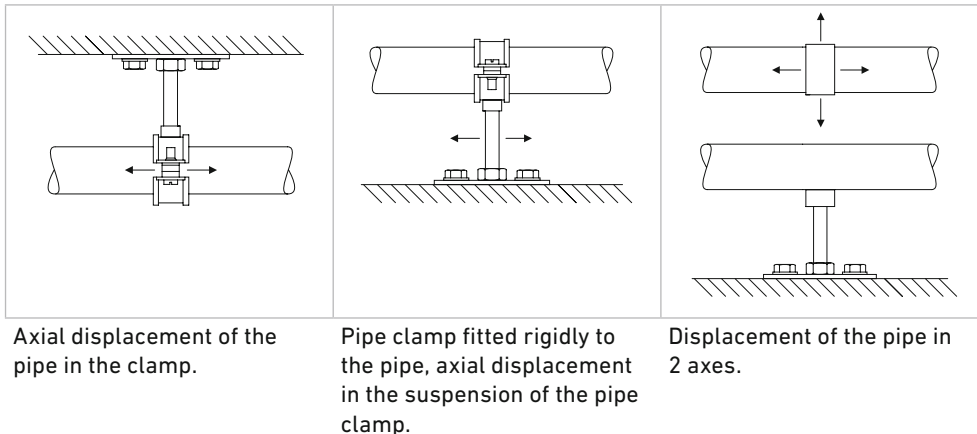 Axial displacement of the
pipe in the clamp.
Pipe clamp fitted rigidly to
the pipe, axial displacement
in the suspension of the pipe
clamp.
Displacement of the pipe in
2 axes.